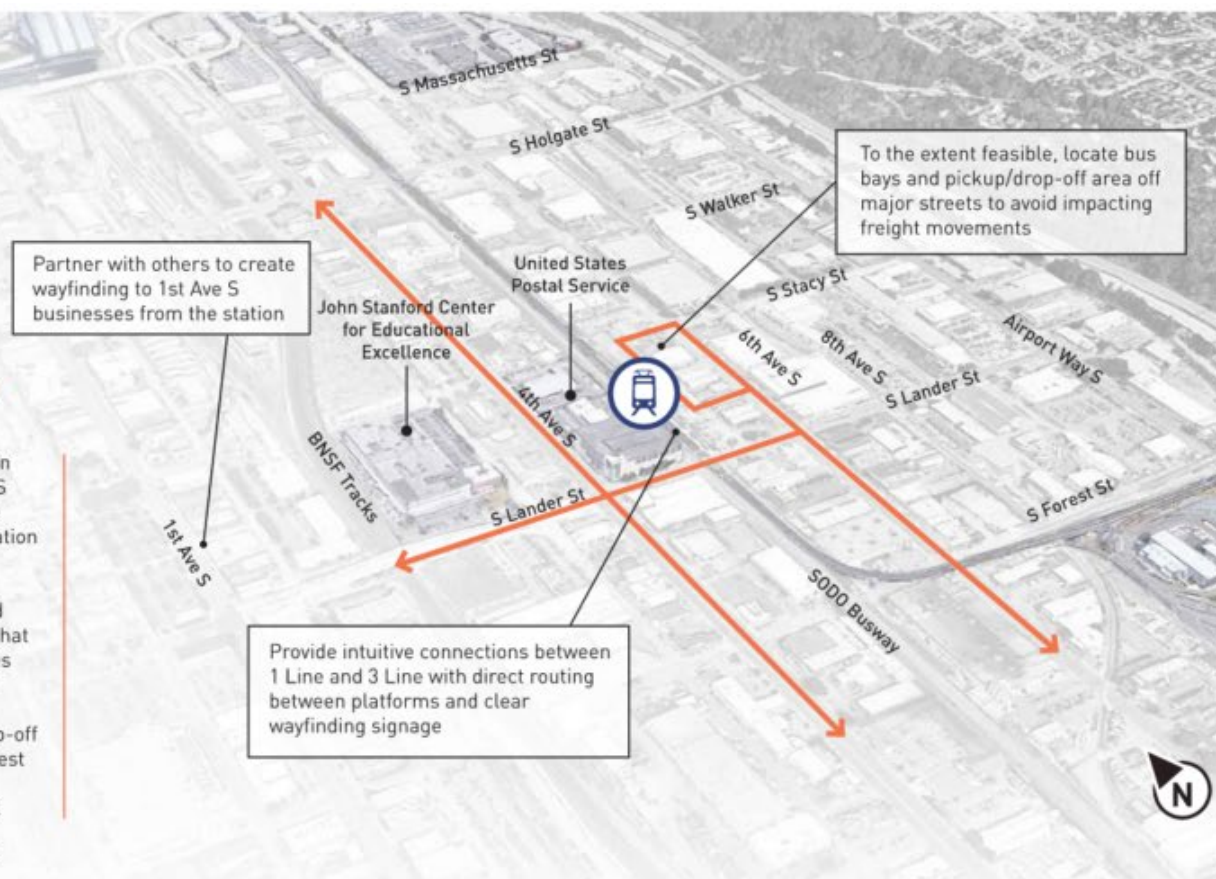 S Massachusetts St
S Holgate St
S Walker St
To the extent feasible, locate bus
bays and pickup/drop-off area off
major streets to avoid impacting
freight movements
Partner with others to create
wayfinding to 1st Ave S
businesses from the station
United States
Postal Service
John Stanford Center
for Educational
Excellence
S Stacy St
6th Ave S
8th Ave S
Airport Way S
S Lander St
4th Ave S
BNSF Tracks
S Lander St
S Forest St
1st Ave S
SODO Busway
Provide intuitive connections between
1 Line and 3 Line with direct routing
between platforms and clear
wayfinding signage
N